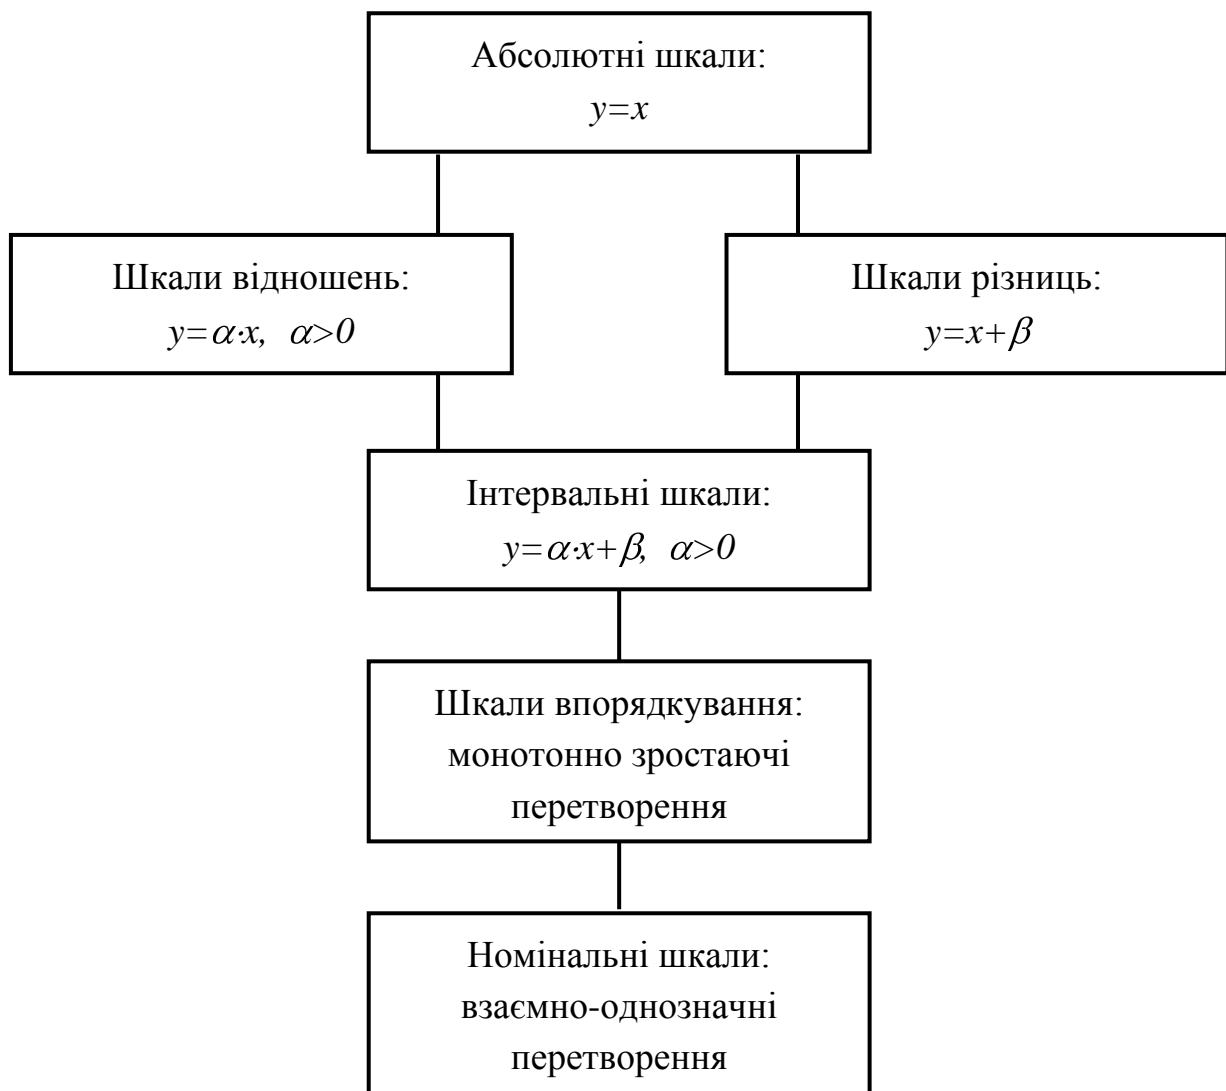 Абсолютні шкали:
y=x
Шкали відношень:
y=α·x, α>0
Шкали різниць:
y=x+β
Інтервальні шкали:
y=α·x+β, α>0
Шкали впорядкування:
монотонно зростаючі
перетворення
Номінальні шкали:
взаємно-однозначні
перетворення